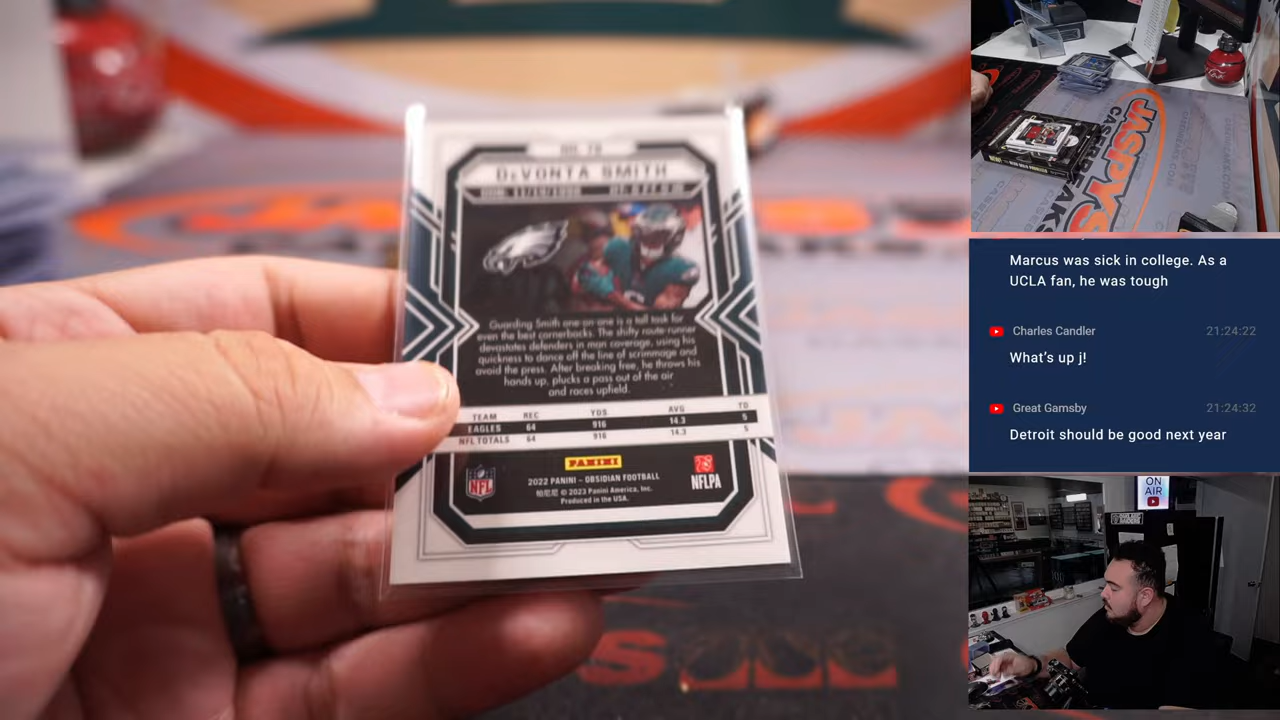 DeVONTA SMITH
Guarding Smith one-on-one is a tall task for
even the best cornerbacks. The shifty route-runner
devastates defenders in man coverage, using his
quickness to dance off the line of scrimmage and
avoid the press. After breaking free, he throws his
hands up, plucks a pass out of the air
and races upfield.
TEAM REC YDS AVG TD
EAGLES 64 916 14.3 5
NFL TOTALS 64 916 14.3 5
PANINI
NFL
2022 PANINI – OBSIDIAN FOOTBALL
帕尼尼 © 2023 Panini America, Inc.
Produced in the USA.
NFLPA
JASPYS
CASEBREAKS
Marcus was sick in college. As a
UCLA fan, he was tough
Charles Candler 21:24:22
What's up j!
Great Gamsby 21:24:32
Detroit should be good next year
ON
AIR